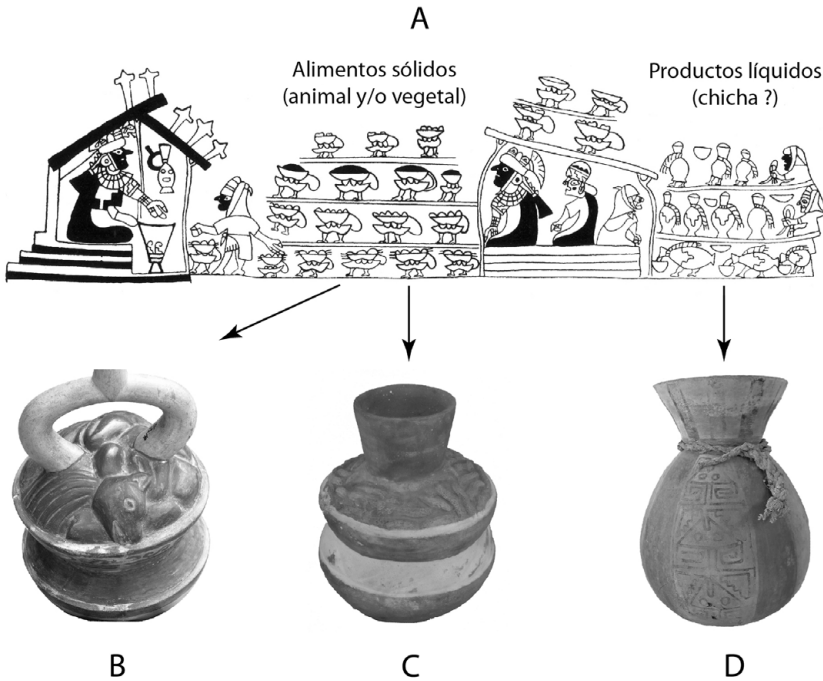 A
Alimentos sólidos
(animal y/o vegetal)
Productos líquidos
(chicha ?)
B
C
D